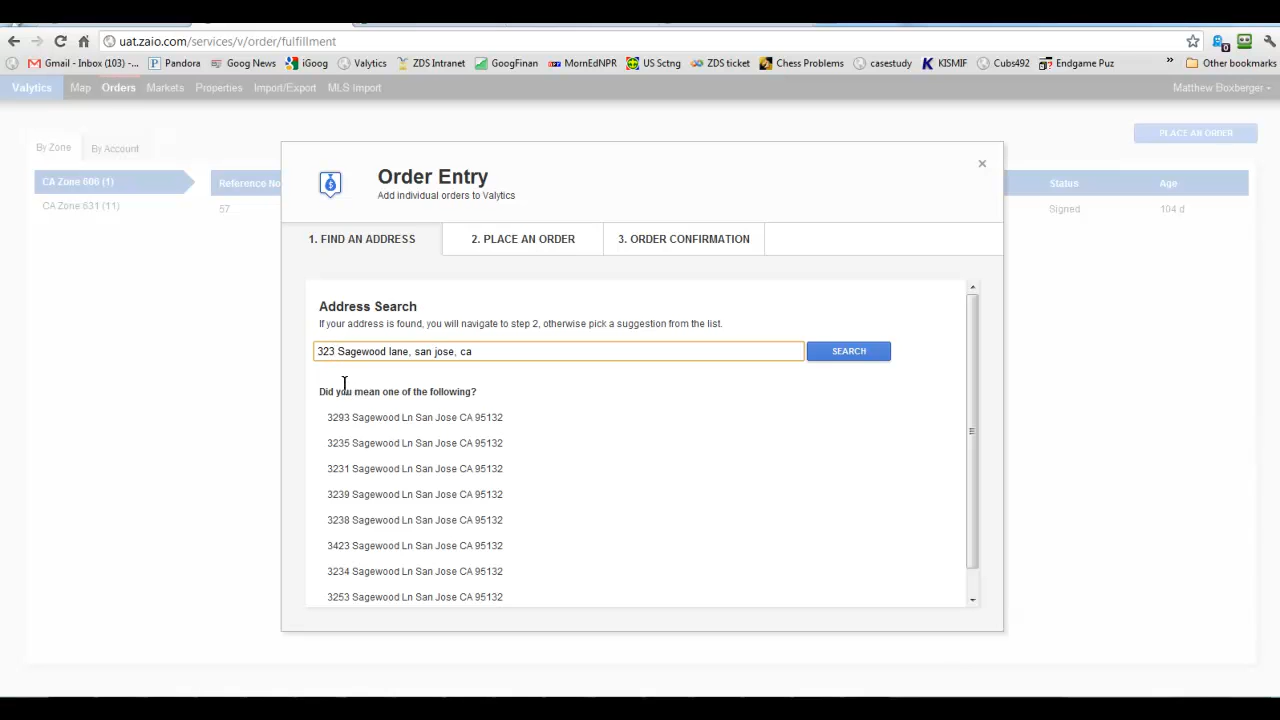 uat.zaio.com/services/v/order/fulfillment
Gmail - Inbox (103) -... Pandora Goog News iGoog Valytics ZDS Intranet GoogFinan MornEdNPR US Sctng ZDS ticket Chess Problems casestudy KISMIF Cubs492 Endgame Puz » Other bookmarks
Valytics Map Orders Markets Properties Import/Export MLS Import Matthew Boxberger
PLACE AN ORDER
By Zone By Account
CA Zone 600 (1) Reference No Status Age
CA Zone 631 (11) 57 Signed 104 d
Order Entry
Add individual orders to Valytics
1. FIND AN ADDRESS 2. PLACE AN ORDER 3. ORDER CONFIRMATION
Address Search
If your address is found, you will navigate to step 2, otherwise pick a suggestion from the list.
323 Sagewood lane, san jose, ca SEARCH
Did you mean one of the following?
3293 Sagewood Ln San Jose CA 95132
3235 Sagewood Ln San Jose CA 95132
3231 Sagewood Ln San Jose CA 95132
3239 Sagewood Ln San Jose CA 95132
3238 Sagewood Ln San Jose CA 95132
3423 Sagewood Ln San Jose CA 95132
3234 Sagewood Ln San Jose CA 95132
3253 Sagewood Ln San Jose CA 95132